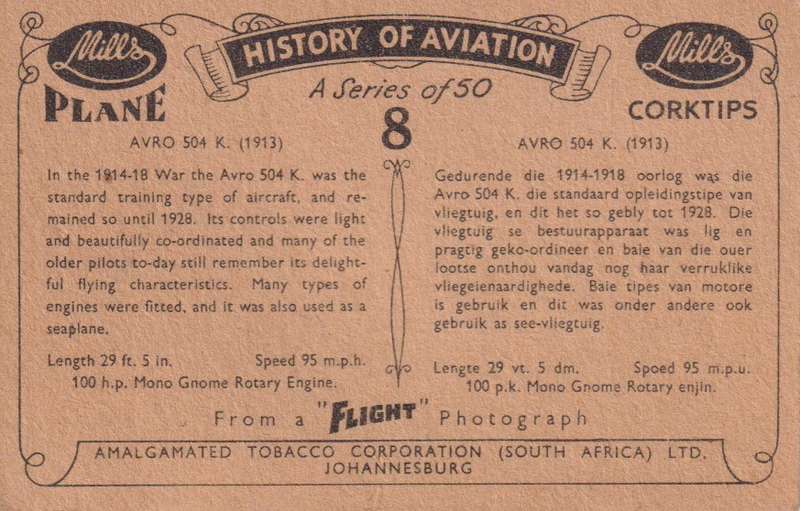 Mills HISTORY OF AVIATION Mills
PLANE A Series of 50 CORKTIPS
8
AVRO 504 K. (1913)
In the 1914-18 War the Avro 504 K. was the
standard training type of aircraft, and re-
mained so until 1928. Its controls were light
and beautifully co-ordinated and many of the
older pilots to-day still remember its delight-
ful flying characteristics. Many types of
engines were fitted, and it was also used as a
seaplane.
Length 29 ft. 5 in. Speed 95 m.p.h.
100 h.p. Mono Gnome Rotary Engine.
AVRO 504 K. (1913)
Gedurende die 1914-1918 oorlog was die
Avro 504 K. die standaard opleidingstipe van
vliegtuig, en dit het so gebly tot 1928. Die
vliegtuig se bestuurapparaat was lig en
pragtig geko-ordineer en baie van die ouer
lootse onthou vandag nog haar verruklike
vliegeienaardighede. Baie tipes van motore
is gebruik en dit was onder andere ook
gebruik as see-vliegtuig.
Lengte 29 vt. 5 dm. Spoed 95 m.p.u.
100 p.k. Mono Gnome Rotary enjin.
From a "FLIGHT" Photograph
AMALGAMATED TOBACCO CORPORATION (SOUTH AFRICA) LTD.
JOHANNESBURG